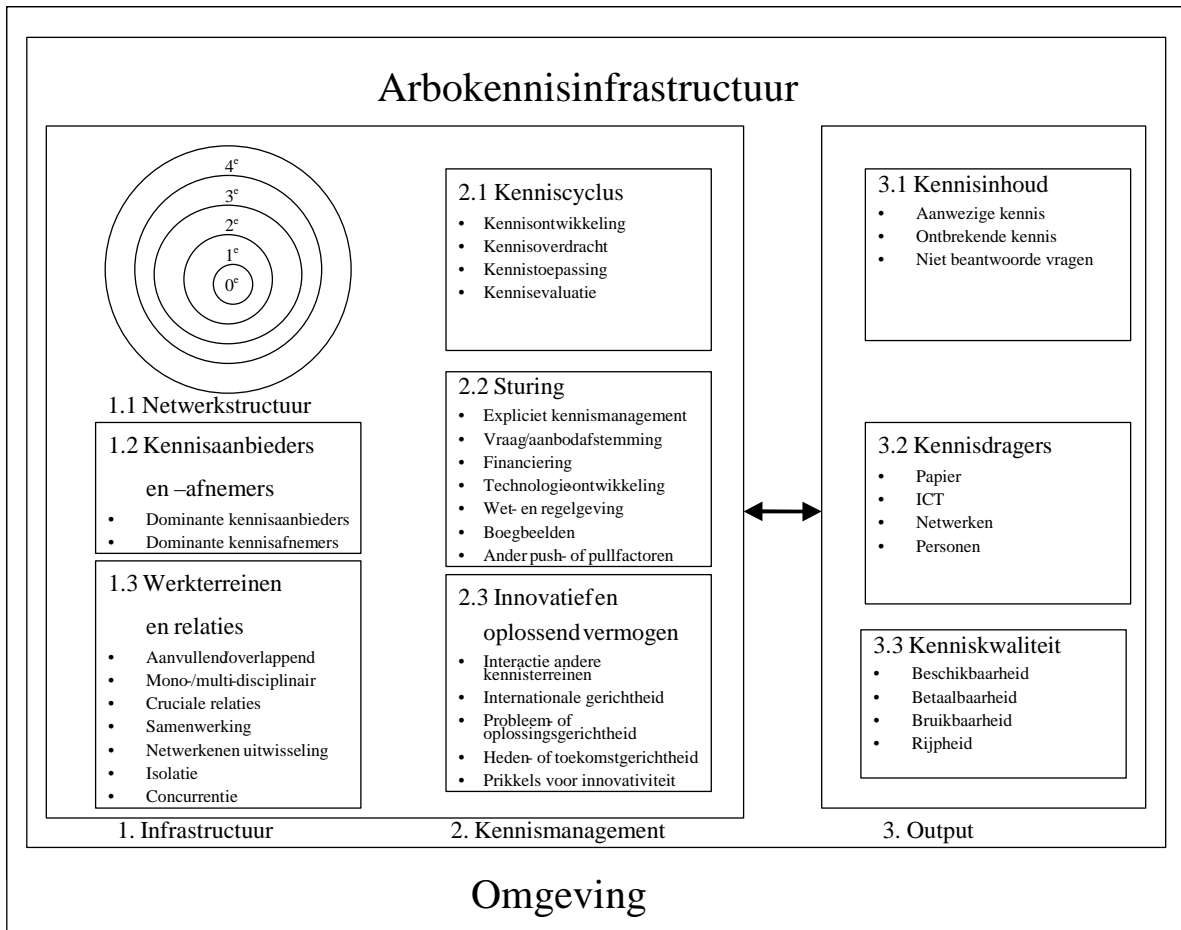 Arbokennisinfrastructuur
4e
3e
2e
1e
0e
1.1 Netwerkstructuur
1.2 Kennisaanbieders
en –afnemers
• Dominante kennisaanbieders
• Dominante kennisafnemers
1.3 Werkterreinen
en relaties
• Aanvullend/overlappend
• Mono-/multi-disciplinair
• Cruciale relaties
• Samenwerking
• Netwerken en uitwisseling
• Isolatie
• Concurrentie
1. Infrastructuur
2.1 Kenniscyclus
• Kennisontwikkeling
• Kennisoverdracht
• Kennistoepassing
• Kennisevaluatie
2.2 Sturing
• Expliciet kennismanagement
• Vraag/aanbodafstemming
• Financiering
• Technologie-ontwikkeling
• Wet- en regelgeving
• Boegbeelden
• Ander push- of pullfactoren
2.3 Innovatief en
oplossend vermogen
• Interactie andere
kennisterreinen
• Internationale gerichtheid
• Probleem- of
oplossingsgerichtheid
• Heden- of toekomstgerichtheid
• Prikkels voor innovativiteit
2. Kennismanagement
3.1 Kennisinhoud
• Aanwezige kennis
• Ontbrekende kennis
• Niet beantwoorde vragen
3.2 Kennisdragers
• Papier
• ICT
• Netwerken
• Personen
3.3 Kenniskwaliteit
• Beschikbaarheid
• Betaalbaarheid
• Bruikbaarheid
• Rijpheid
3. Output
Omgeving